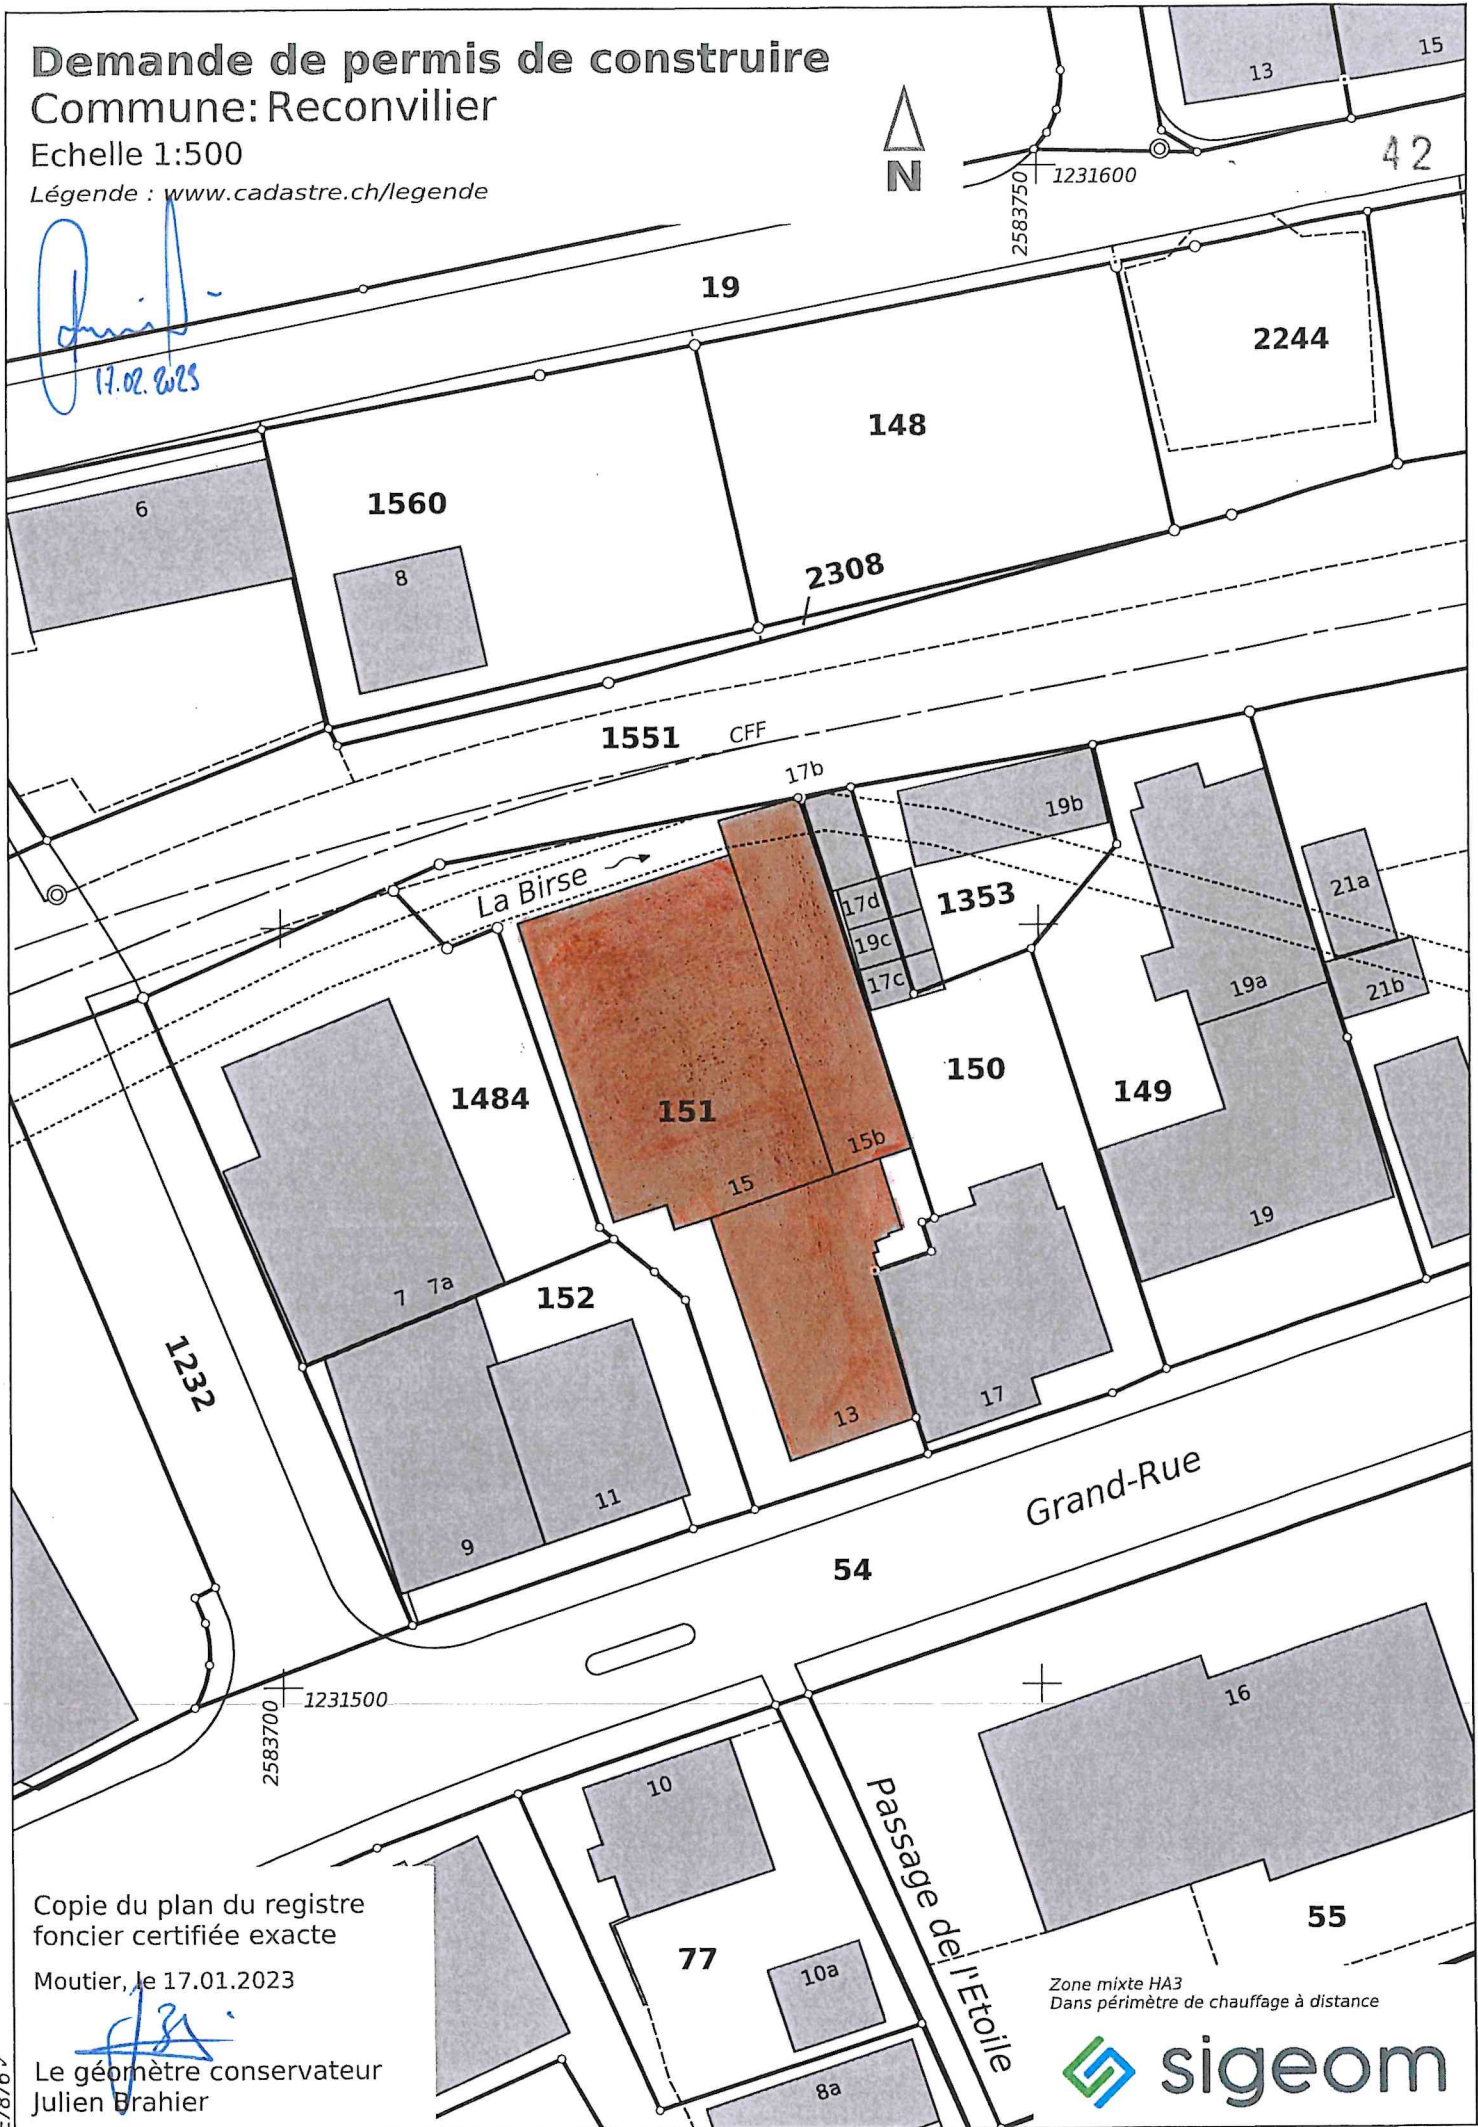 Demande de permis de construire
Commune: Reconvilier
Echelle 1:500
Légende : www.cadastre.ch/legende
17.02.2023
N
13
15
42
2583750
1231600
19
2244
148
1560
6
8
2308
1551
CFF
17b
19b
La Birse
17d
19c
17c
1353
21a
21b
19a
1484
151
150
149
15b
15
19
7
7a
152
1232
13
17
11
9
Grand-Rue
54
2583700
1231500
16
10
Passage de l'Etoile
55
77
10a
8a
Copie du plan du registre
foncier certifiée exacte
Moutier, le 17.01.2023
Le géomètre conservateur
Julien Brahier
Zone mixte HA3
Dans périmètre de chauffage à distance
sigeom